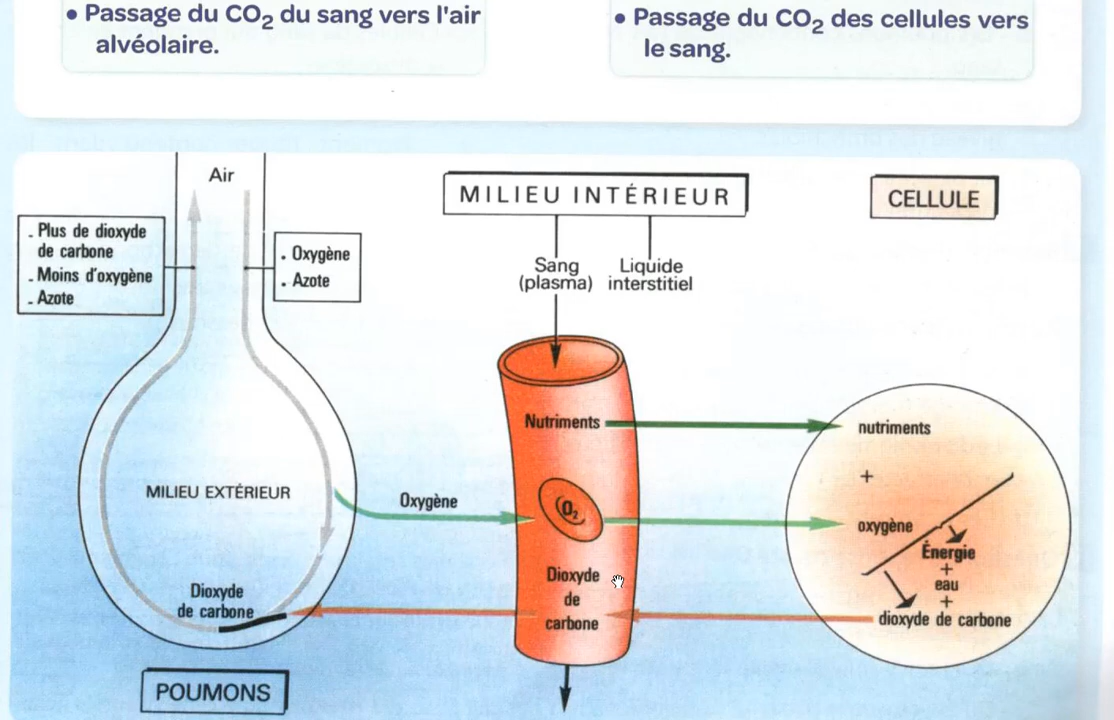 • Passage du CO₂ du sang vers l'air
alvéolaire.
• Passage du CO₂ des cellules vers
le sang.
Air
- Plus de dioxyde
de carbone
- Moins d'oxygène
- Azote
• Oxygène
• Azote
MILIEU INTÉRIEUR
Sang
(plasma)
Liquide
interstitiel
CELLULE
MILIEU EXTÉRIEUR
Dioxyde
de carbone
POUMONS
Oxygène
Nutriments
O₂
Dioxyde
de
carbone
nutriments
+
oxygène
Énergie
+
eau
+
dioxyde de carbone